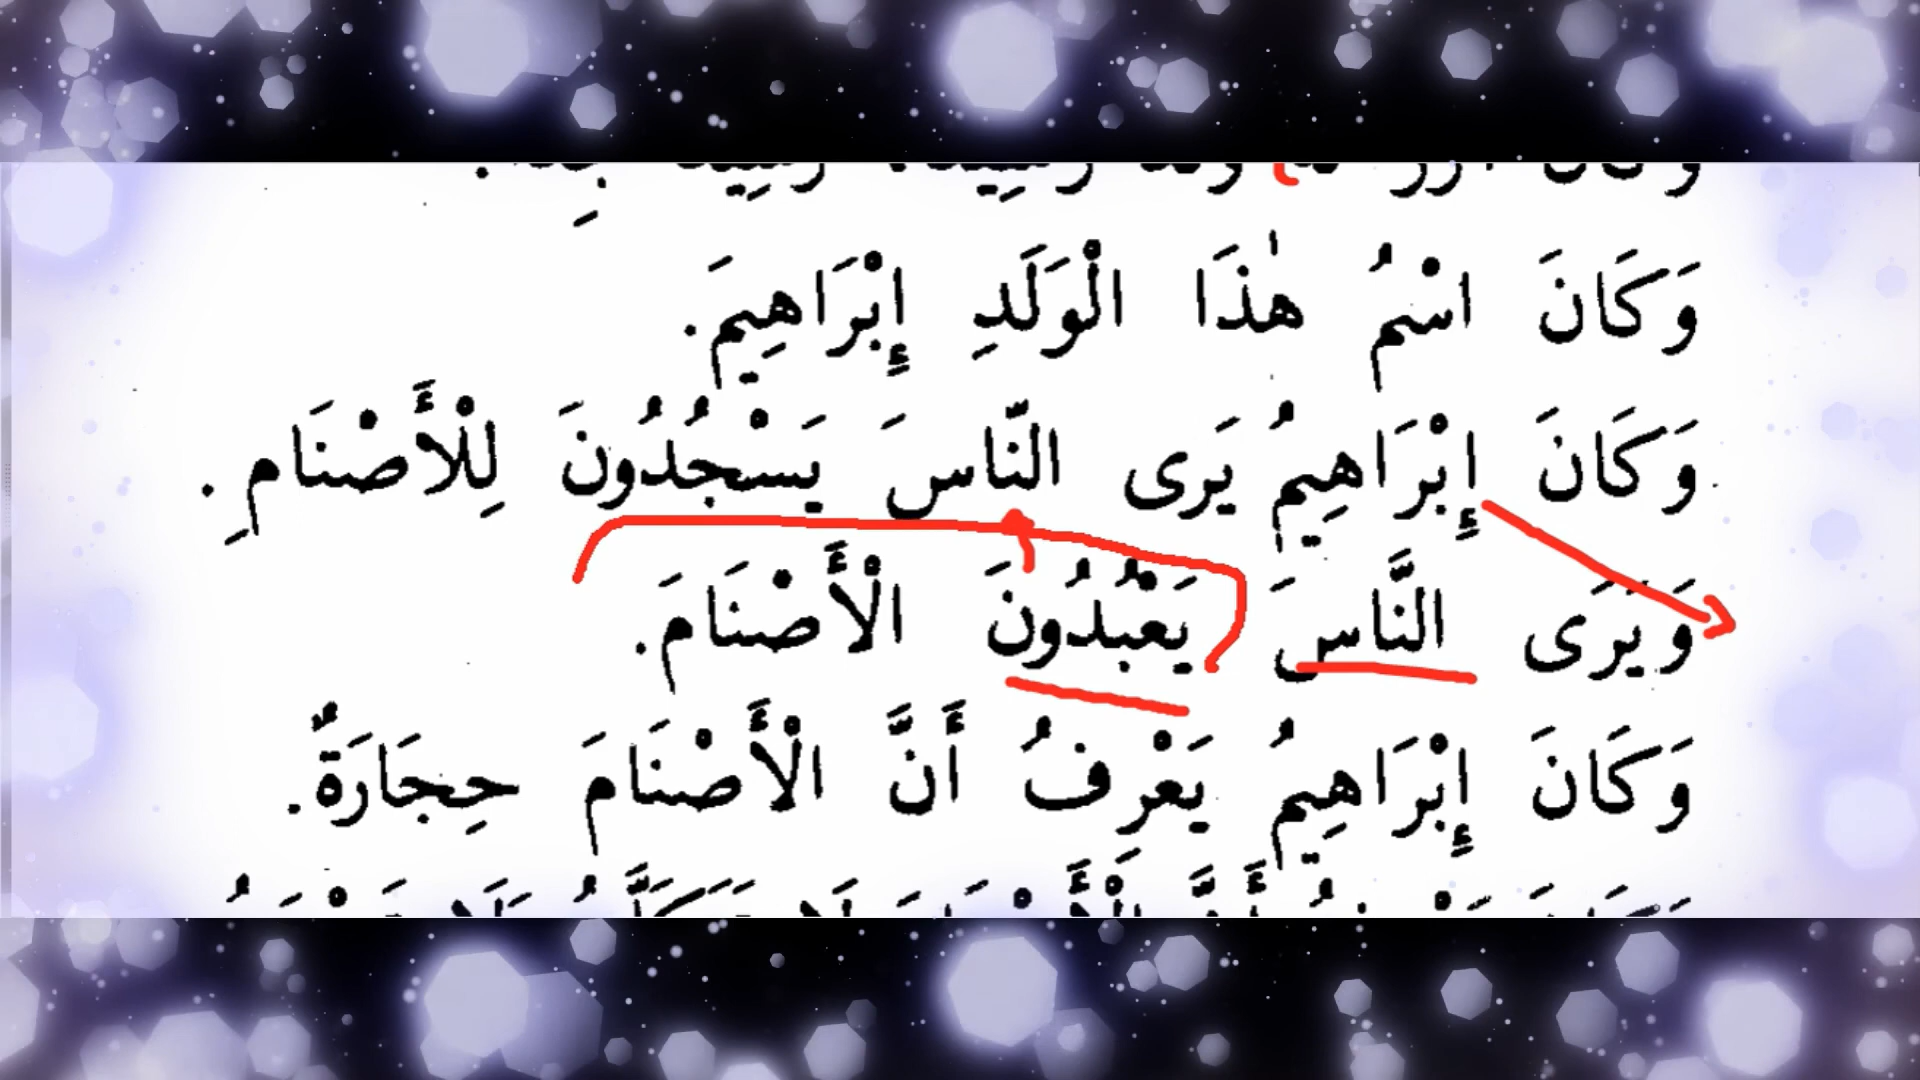 وَكَانَ اسْمُ هٰذَا الْوَلَدِ إِبْرَاهِيمَ.
وَكَانَ إِبْرَاهِيمُ يَرى النَّاسَ يَسْجُدُونَ لِلْأَصْنَامِ.
وَيَرَى النَّاسَ يَعْبُدُونَ الْأَصْنَامَ.
وَكَانَ إِبْرَاهِيمُ يَعْرِفُ أَنَّ الْأَصْنَامَ حِجَارَةٌ.